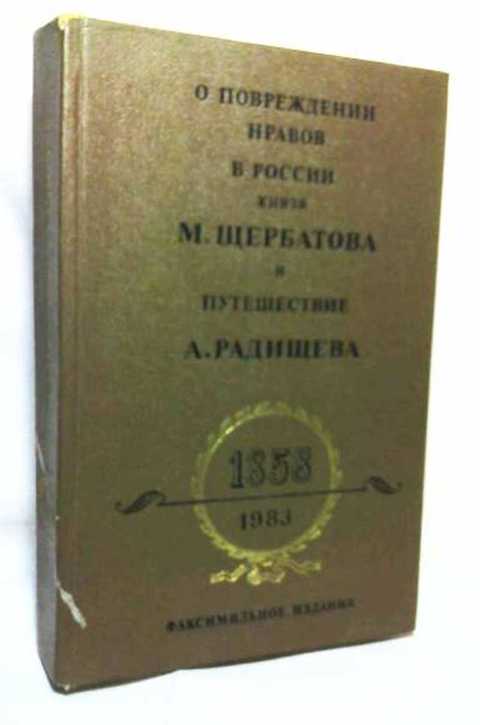 О ПОВРЕЖДЕНИИ
НРАВОВ
В РОССИИ
князя
М. ЩЕРБАТОВА
и
ПУТЕШЕСТВИЕ
А. РАДИЩЕВА
1858
1983
ФАКСИМИЛЬНОЕ ИЗДАНИЕ